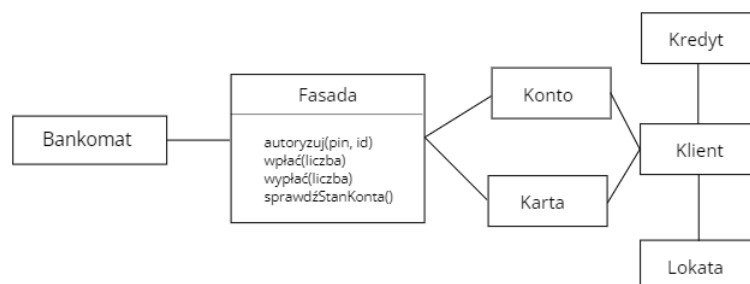 Bankomat
Fasada
autoryzuj(pin, id)
wpłać(liczba)
wypłać(liczba)
sprawdźStanKonta()
Konto
Karta
Kredyt
Klient
Lokata